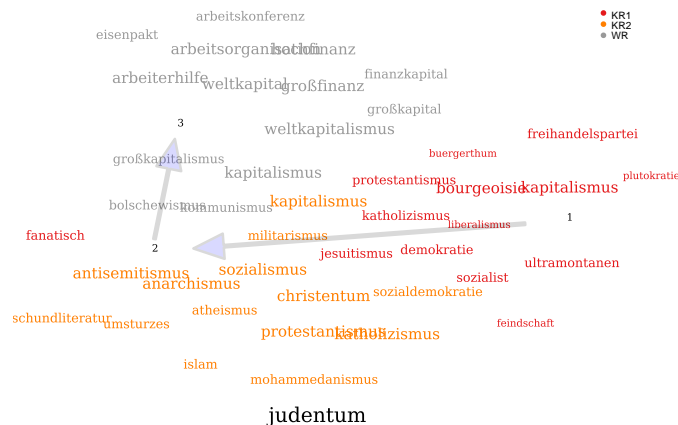 arbeitskonferenz
KR1
KR2
WR
eisenpakt
arbeitsorganisation
hochfinanz
arbeiterhilfe
weltkapital
großfinanz
finanzkapital
großkapital
3
weltkapitalismus
freihandelspartei
buergerthum
großkapitalismus
kapitalismus
protestantismus
bourgeoisie
kapitalismus
plutokratie
bolschewismus
kommunismus
kapitalismus
katholizismus
liberalismus
1
fanatisch
militarismus
2
jesuitismus
demokratie
ultramontanen
antisemitismus
anarchismus
sozialismus
sozialist
christentum
sozialdemokratie
schundliteratur
umsturzes
atheismus
feindschaft
protestantismus
katholizismus
islam
mohammedanismus
judentum